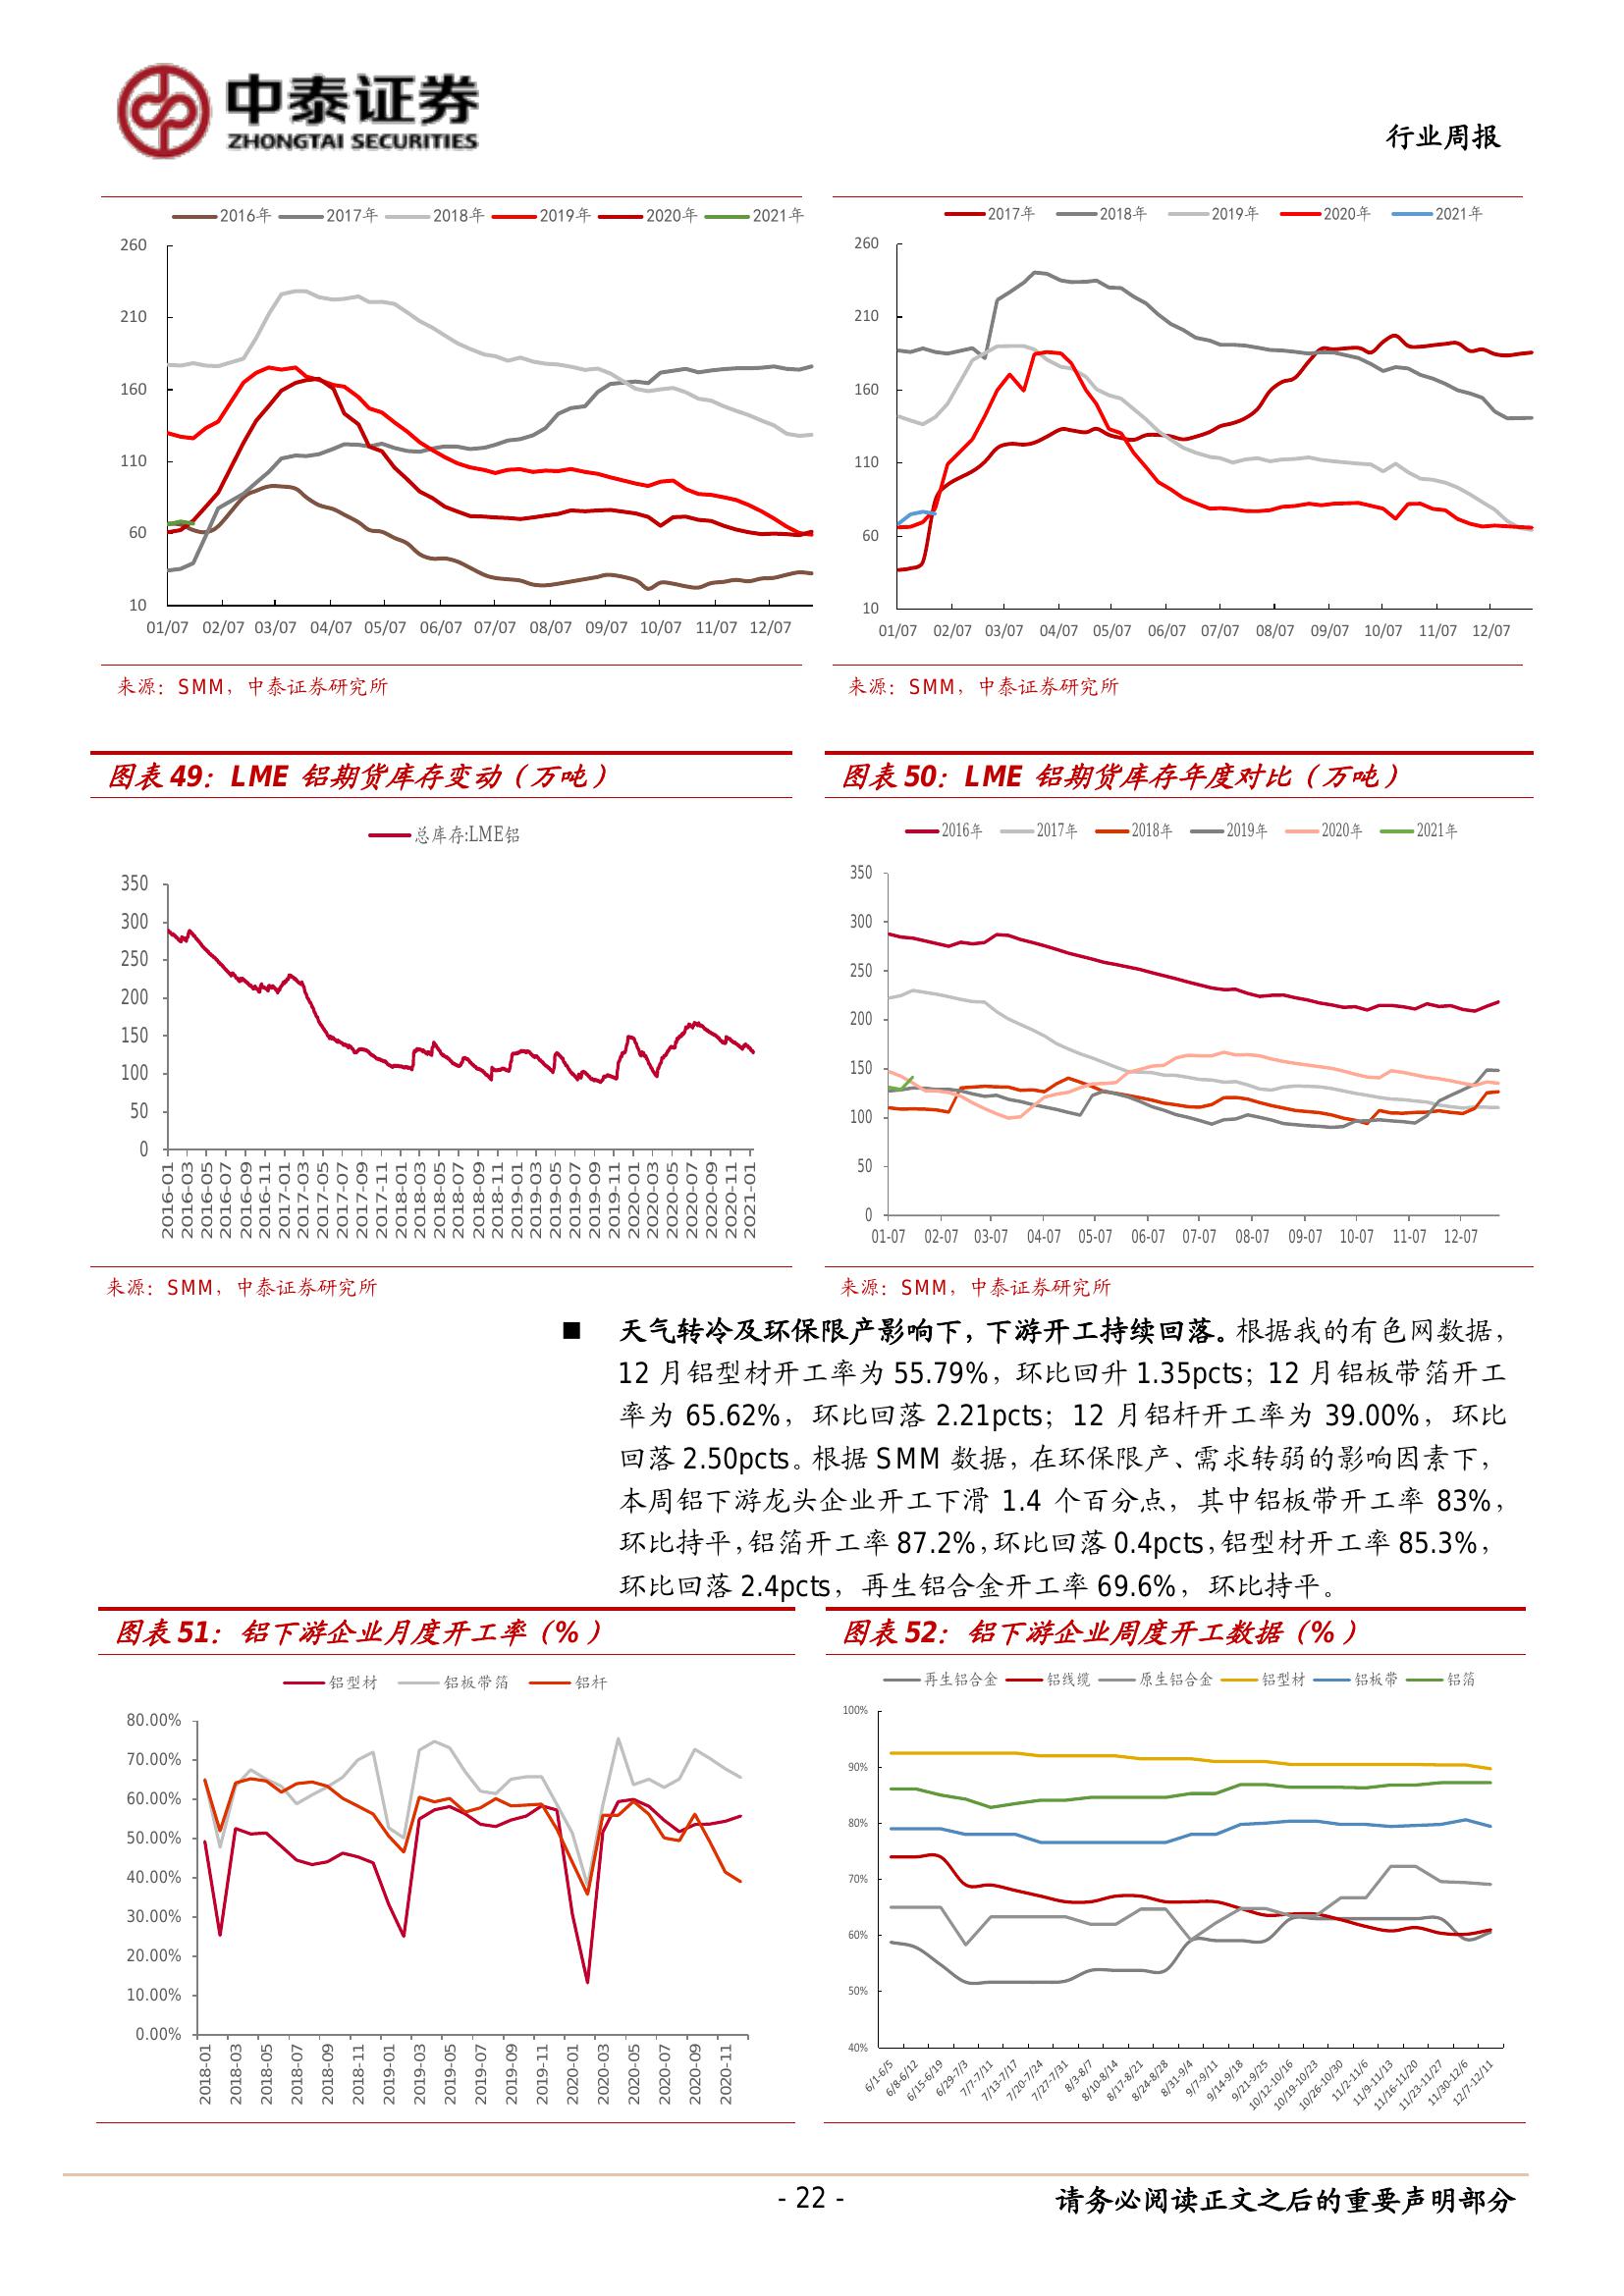 中泰证券
ZHONGTAI SECURITIES
行业周报
2016年 2017年 2018年 2019年 2020年 2021年
260
210
160
110
60
10
01/07 02/07 03/07 04/07 05/07 06/07 07/07 08/07 09/07 10/07 11/07 12/07
来源：SMM，中泰证券研究所
2017年 2018年 2019年 2020年 2021年
260
210
160
110
60
10
01/07 02/07 03/07 04/07 05/07 06/07 07/07 08/07 09/07 10/07 11/07 12/07
来源：SMM，中泰证券研究所
图表49：LME 铝期货库存变动（万吨）
总库存:LME铝
350
300
250
200
150
100
50
0
2016-01 2016-03 2016-05 2016-07 2016-09 2016-11 2017-01 2017-03 2017-05 2017-07 2017-09 2017-11 2018-01 2018-03 2018-05 2018-07 2018-09 2018-11 2019-01 2019-03 2019-05 2019-07 2019-09 2019-11 2020-01 2020-03 2020-05 2020-07 2020-09 2020-11 2021-01
来源：SMM，中泰证券研究所
图表50：LME 铝期货库存年度对比（万吨）
2016年 2017年 2018年 2019年 2020年 2021年
350
300
250
200
150
100
50
0
01-07 02-07 03-07 04-07 05-07 06-07 07-07 08-07 09-07 10-07 11-07 12-07
来源：SMM，中泰证券研究所
■ 天气转冷及环保限产影响下，下游开工持续回落。根据我的有色网数据，
12 月铝型材开工率为 55.79%，环比回升 1.35pcts；12 月铝板带箔开工
率为 65.62%，环比回落 2.21pcts；12 月铝杆开工率为 39.00%，环比
回落 2.50pcts。根据 SMM 数据，在环保限产、需求转弱的影响因素下，
本周铝下游龙头企业开工下滑 1.4 个百分点，其中铝板带开工率 83%，
环比持平，铝箔开工率 87.2%，环比回落 0.4pcts，铝型材开工率 85.3%，
环比回落 2.4pcts，再生铝合金开工率 69.6%，环比持平。
图表51：铝下游企业月度开工率（%）
铝型材 铝板带箔 铝杆
80.00%
70.00%
60.00%
50.00%
40.00%
30.00%
20.00%
10.00%
0.00%
2018-01 2018-03 2018-05 2018-07 2018-09 2018-11 2019-01 2019-03 2019-05 2019-07 2019-09 2019-11 2020-01 2020-03 2020-05 2020-07 2020-09 2020-11
图表52：铝下游企业周度开工数据（%）
再生铝合金 铝线缆 原生铝合金 铝型材 铝板带 铝箔
100%
90%
80%
70%
60%
50%
40%
6/1-6/5 6/8-6/12 6/15-6/19 6/29-7/3 7/7-7/11 7/13-7/17 7/20-7/24 7/27-7/31 8/3-8/7 8/10-8/14 8/17-8/21 8/24-8/28 8/31-9/4 9/7-9/11 9/14-9/18 9/21-9/25 10/12-10/16 10/19-10/23 10/26-10/30 11/2-11/6 11/9-11/13 11/16-11/20 11/23-11/27 11/30-12/6 12/7-12/11
- 22 -
请务必阅读正文之后的重要声明部分